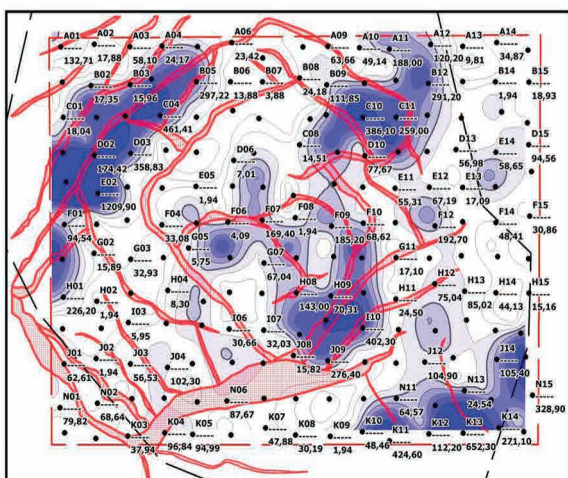 A01 A02 A03 A04 A06 A09 A10 A11 A12 A13 A14
132,71 17,88 58,10 24,17 23,42 63,66 49,14 188,00 120,20 9,81 34,87
B02 B03 B05 B06 B07 B08 B09 B12 B14 B15
17,35 15,96 297,22 13,88 3,88 24,18 111,85 291,20 1,94 18,93
C01 C04 C10 C11
18,04 461,41 386,10 259,00
D02 D03 D06 C08 D10 D13 E14 D15
174,42 358,83 7,01 14,51 77,67 56,98 58,65 94,56
E02 E05 E11 E12 E13
1209,90 1,94 55,31 67,19 17,09
F01 F04 F06 F07 F08 F09 F10 F12 F14 F15
94,54 33,08 4,09 169,40 1,94 185,20 68,62 192,70 48,41 30,86
G02 G03 G05 G07 G11
15,89 32,93 5,75 67,04 17,10
H01 H02 H04 H08 H09 H11 H12 H13 H14 H15
226,20 1,94 8,30 143,00 70,31 24,50 75,04 85,02 44,13 15,16
I03 I06 I07 I10
5,95 30,66 32,03 402,30
J01 J02 J03 J04 J08 J09 J12 J14
62,61 1,94 56,53 102,30 15,82 276,40 104,90 105,40
N01 N02 N06 N11 N13 N15
79,82 68,64 87,67 64,57 24,54 328,90
K03 K04 K05 K07 K08 K09 K10 K11 K12 K13 K14
37,94 96,84 94,99 47,88 30,19 1,94 48,46 424,60 112,20 652,30 271,10